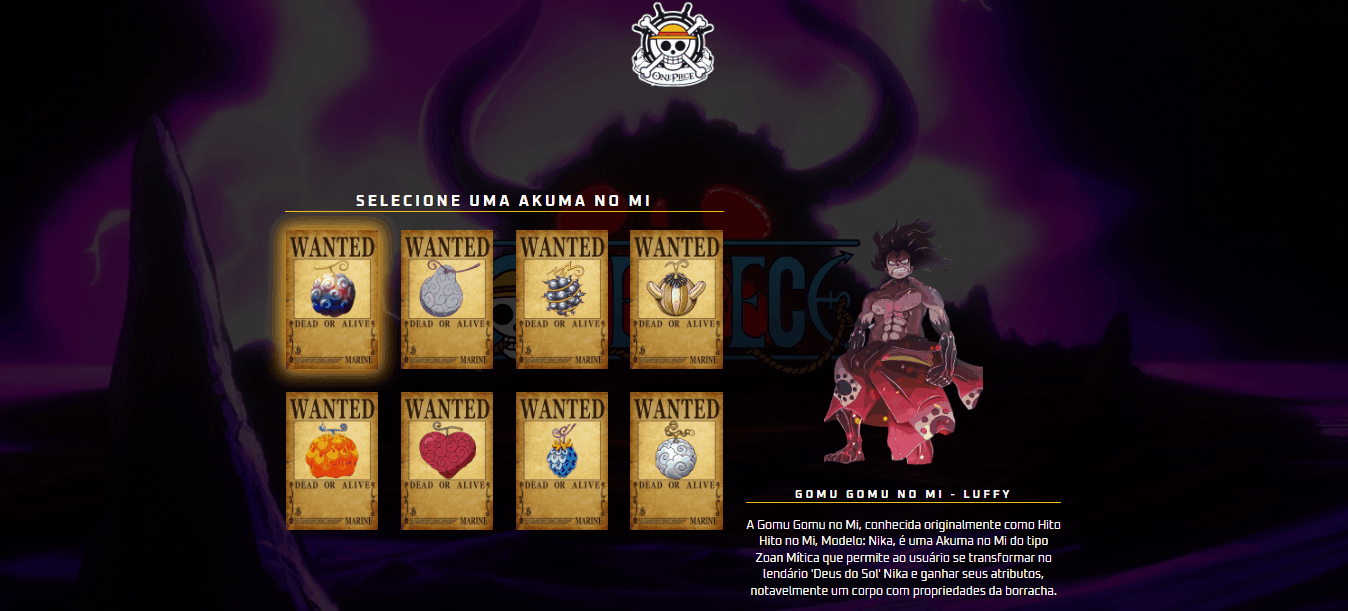 ONE PIECE
SELECIONE UMA AKUMA NO MI
WANTED WANTED WANTED WANTED
DEAD OR ALIVE DEAD OR ALIVE DEAD OR ALIVE DEAD OR ALIVE
MARINE MARINE MARINE MARINE
WANTED WANTED WANTED WANTED
DEAD OR ALIVE DEAD OR ALIVE DEAD OR ALIVE DEAD OR ALIVE
MARINE MARINE MARINE MARINE
GOMU GOMU NO MI - LUFFY
A Gomu Gomu no Mi, conhecida originalmente como Hito
Hito no Mi, Modelo: Nika, é uma Akuma no Mi do tipo
Zoan Mítica que permite ao usuário se transformar no
lendário 'Deus do Sol' Nika e ganhar seus atributos,
notavelmente um corpo com propriedades da borracha.